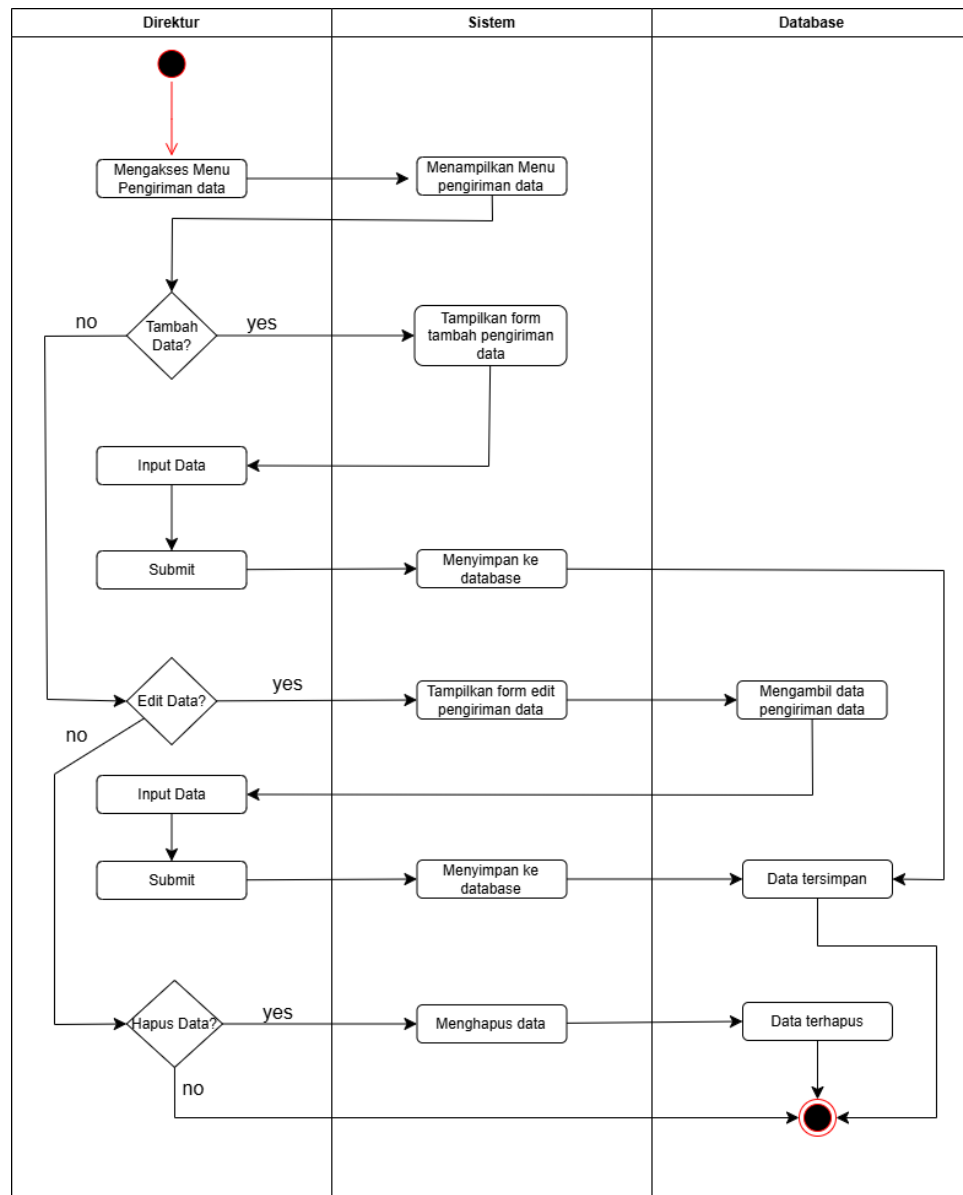 Direktur
Sistem
Database
Mengakses Menu
Pengiriman data
Menampilkan Menu
pengiriman data
no
Tambah
Data?
yes
Tampilkan form
tambah pengiriman
data
Input Data
Submit
Menyimpan ke
database
Edit Data?
yes
Tampilkan form edit
pengiriman data
Mengambil data
pengiriman data
no
Input Data
Submit
Menyimpan ke
database
Data tersimpan
Hapus Data?
yes
Menghapus data
Data terhapus
no